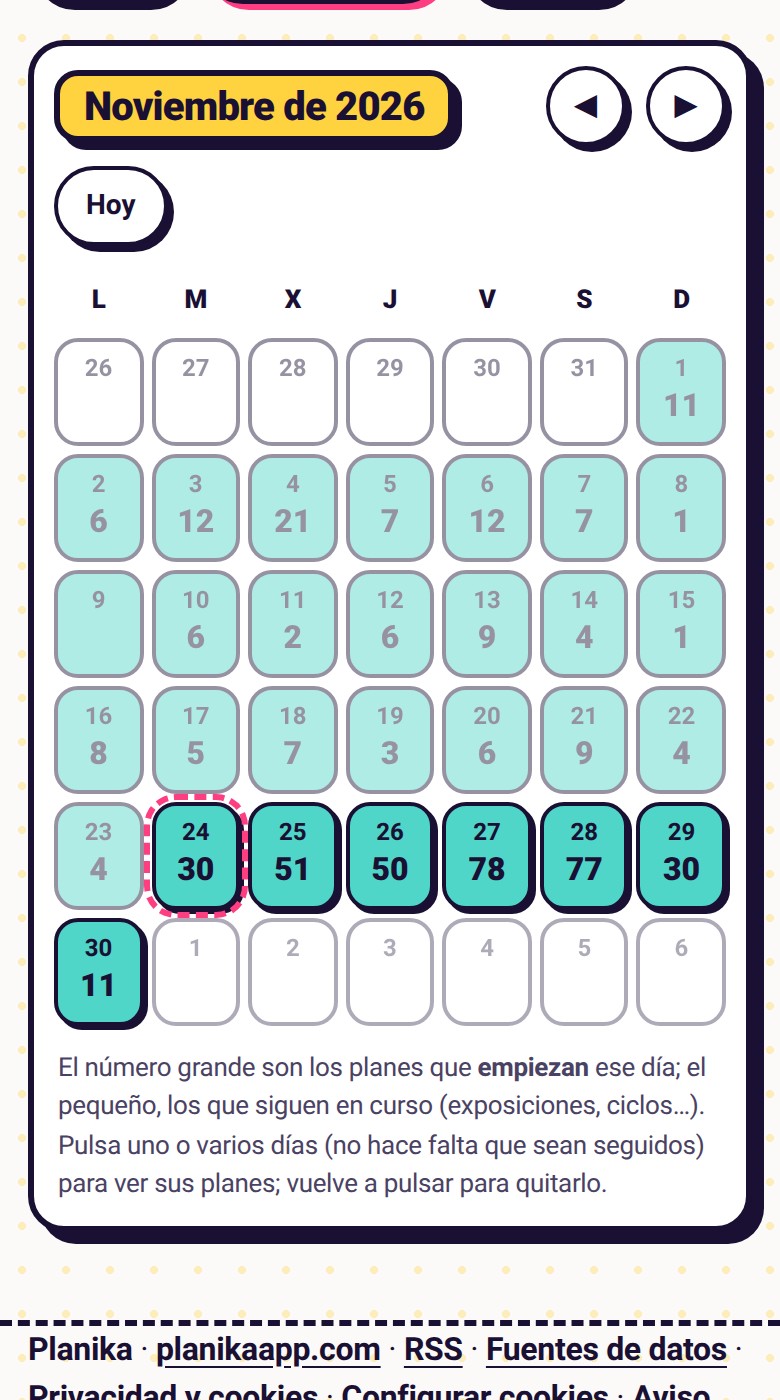 Noviembre de 2026 ◀ ▶
Hoy
L M X J V S D
26 27 28 29 30 31 1
11
2 3 4 5 6 7 8
6 12 21 7 12 7 1
9 10 11 12 13 14 15
6 2 6 9 4 1
16 17 18 19 20 21 22
8 5 7 3 6 9 4
23 24 25 26 27 28 29
4 30 51 50 78 77 30
30 1 2 3 4 5 6
11
El número grande son los planes que empiezan ese día; el
pequeño, los que siguen en curso (exposiciones, ciclos…).
Pulsa uno o varios días (no hace falta que sean seguidos)
para ver sus planes; vuelve a pulsar para quitarlo.
Planika · planikaapp.com · RSS · Fuentes de datos ·
Privacidad y cookies · Configurar cookies · Aviso